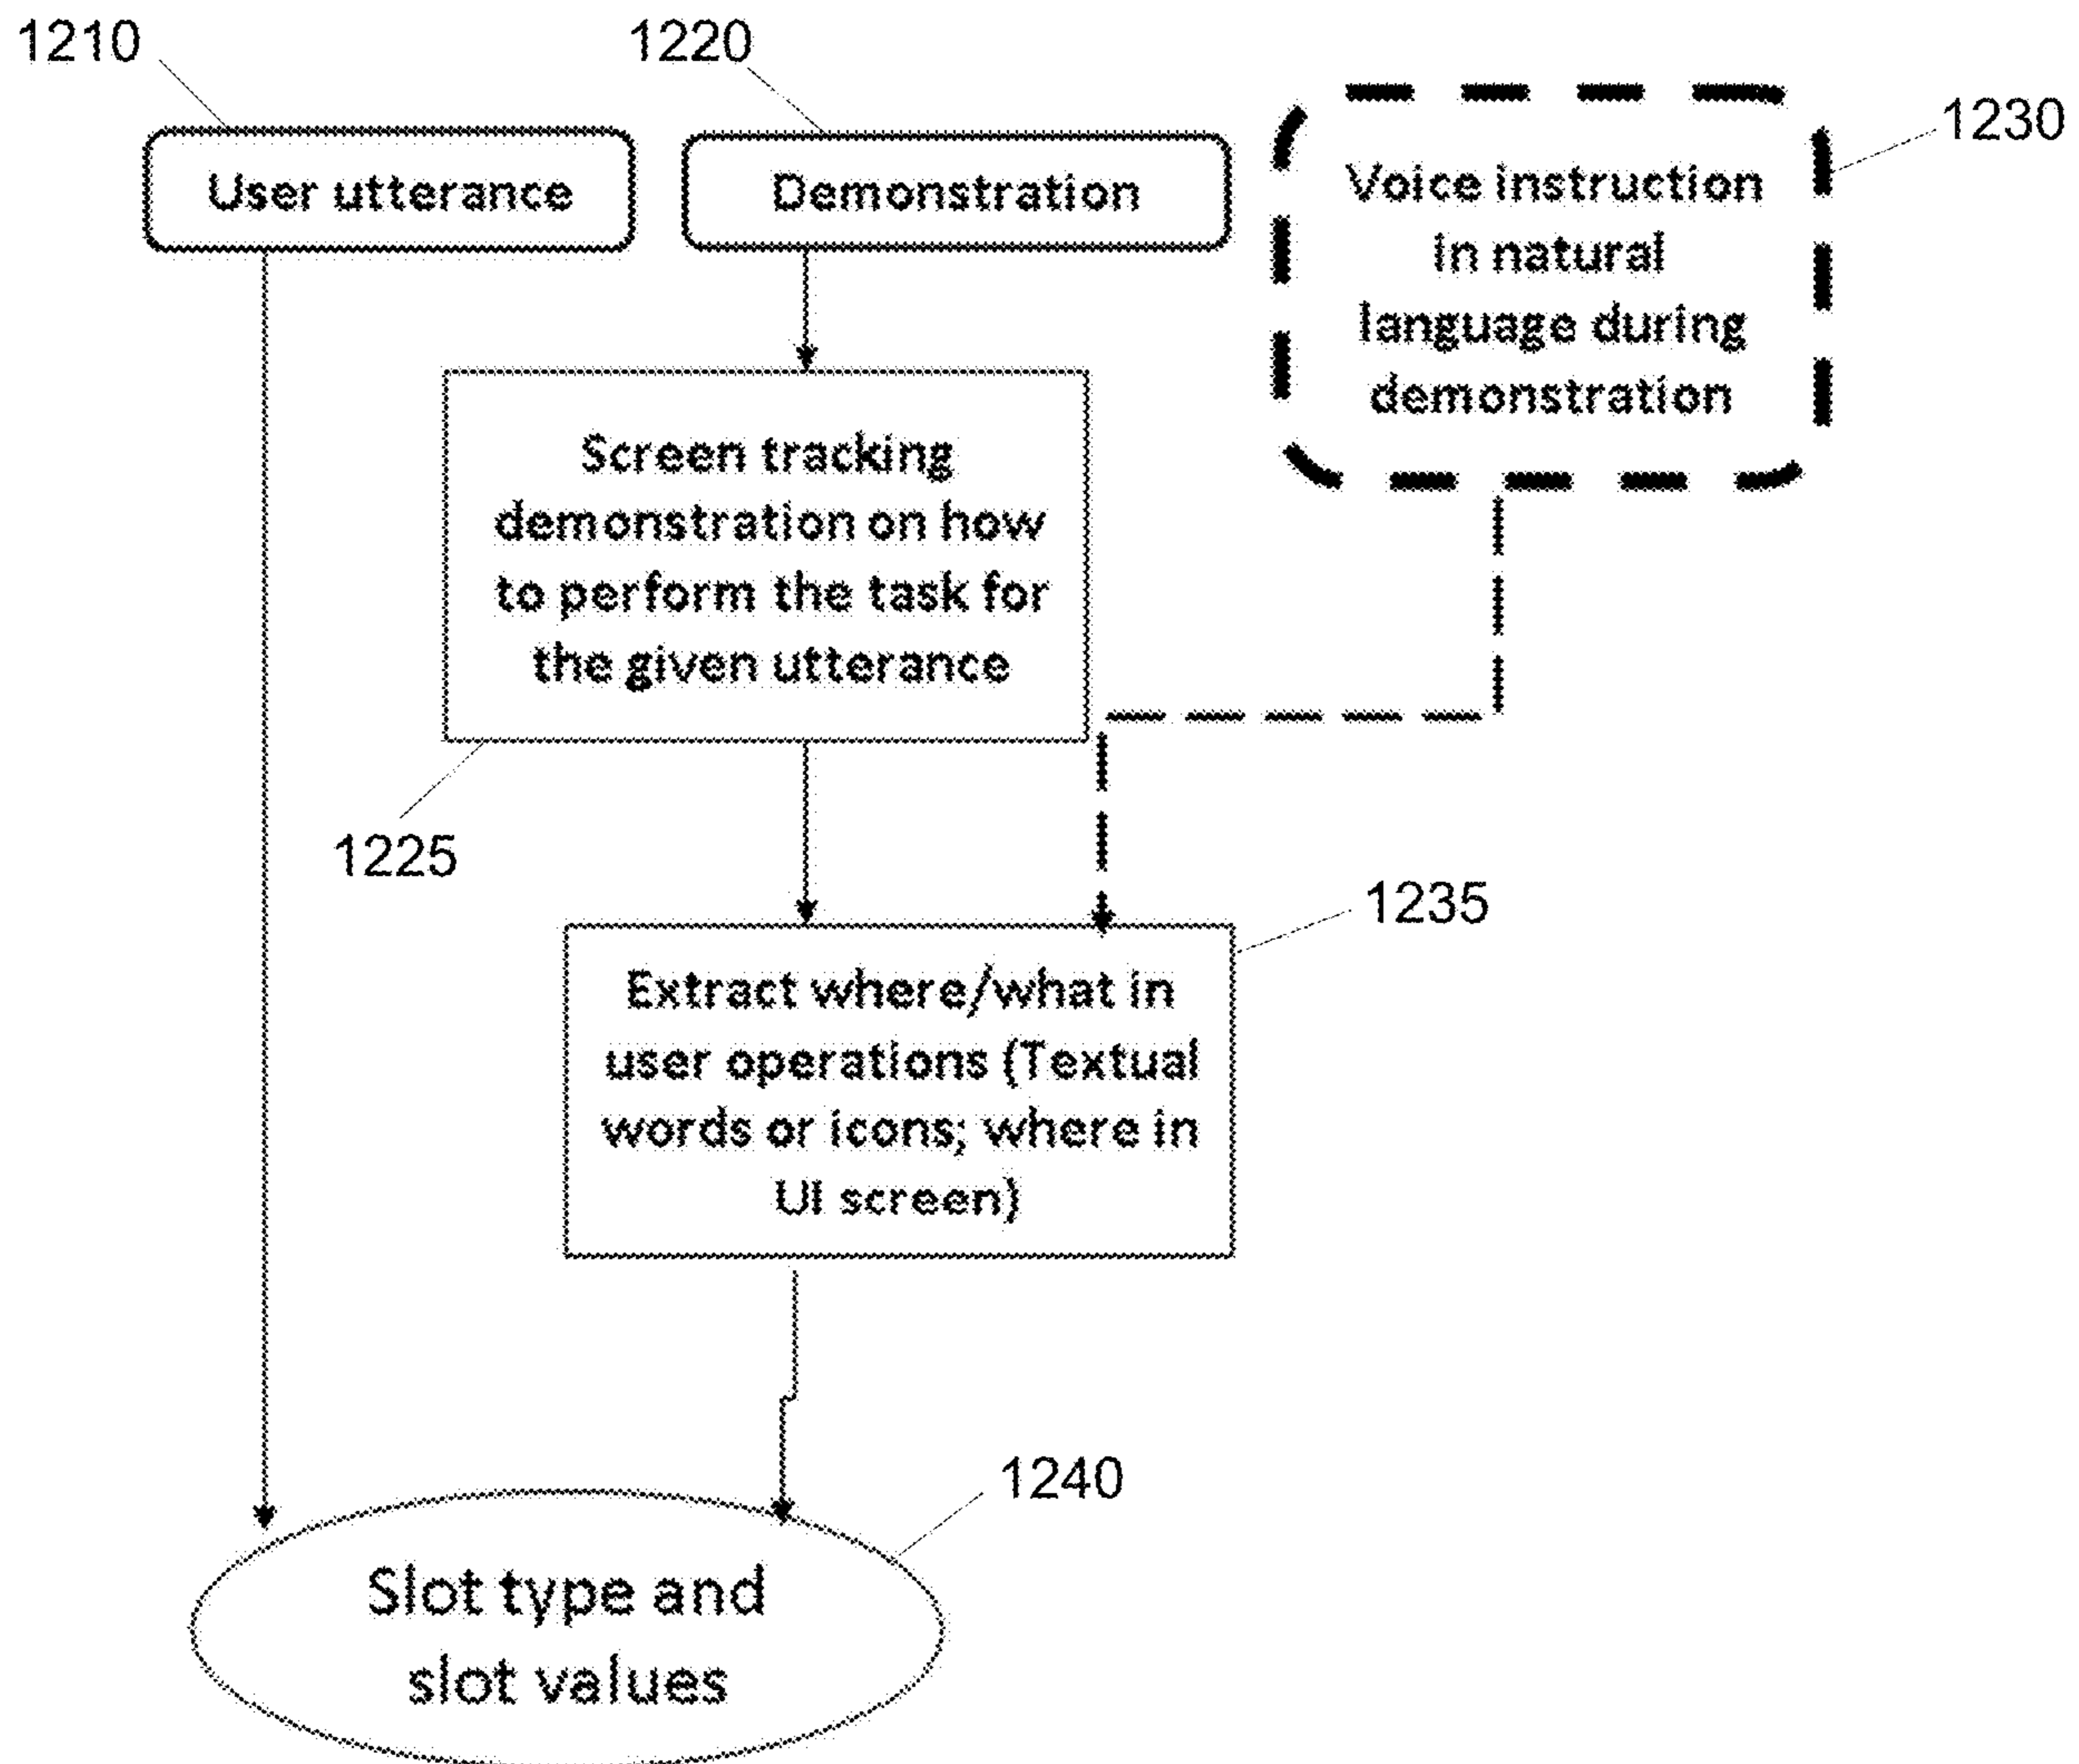 1210
1220
1230
User utterance
Demonstration
Voice instruction
in natural
language during
demonstration
Screen tracking
demonstration on how
to perform the task for
the given utterance
1225
1235
Extract where/what in
user operations (Textual
words or icons; where in
UI screen)
1240
Slot type and
slot values